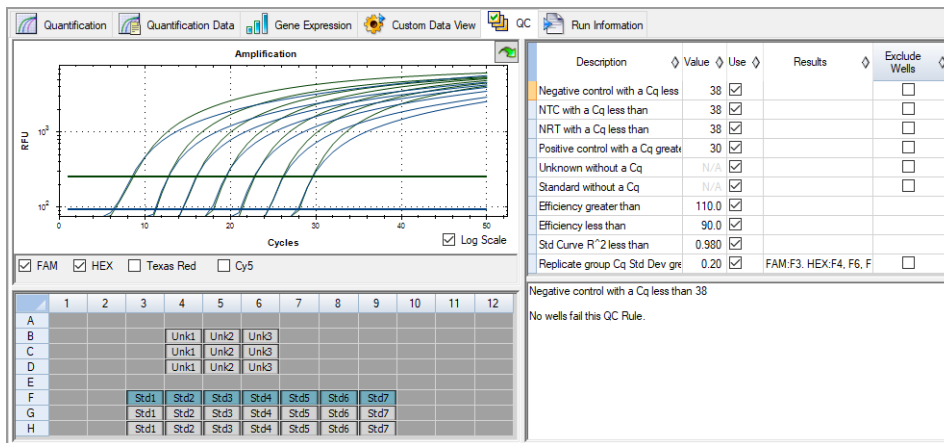 Quantification Quantification Data Gene Expression Custom Data View QC Run Information
Amplification
RFU
10^3
10^2
0 10 20 30 40 50
Cycles
Log Scale
FAM HEX Texas Red Cy5
1 2 3 4 5 6 7 8 9 10 11 12
A
B Unk1 Unk2 Unk3
C Unk1 Unk2 Unk3
D Unk1 Unk2 Unk3
E
F Std1 Std2 Std3 Std4 Std5 Std6 Std7
G Std1 Std2 Std3 Std4 Std5 Std6 Std7
H Std1 Std2 Std3 Std4 Std5 Std6 Std7
Description Value Use Results Exclude
Wells
Negative control with a Cq less 38
NTC with a Cq less than 38
NRT with a Cq less than 38
Positive control with a Cq greate 30
Unknown without a Cq N/A
Standard without a Cq N/A
Efficiency greater than 110.0
Efficiency less than 90.0
Std Curve R^2 less than 0.980
Replicate group Cq Std Dev gre 0.20 FAM:F3. HEX:F4, F6, F
Negative control with a Cq less than 38
No wells fail this QC Rule.